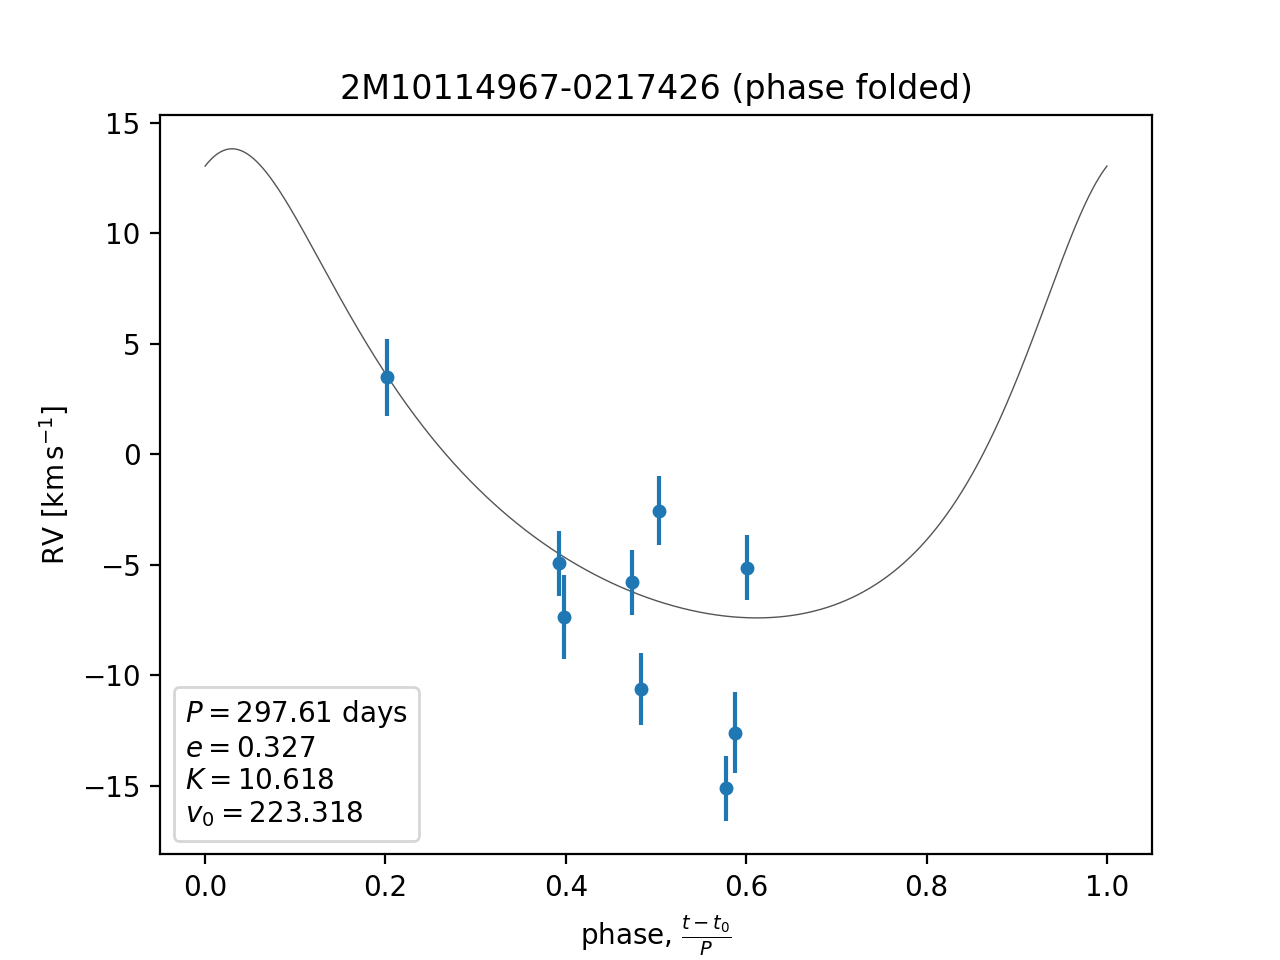 2M10114967-0217426 (phase folded)
15
10
5
0
−5
−10
−15
RV [km s⁻¹]
P = 297.61 days
e = 0.327
K = 10.618
v₀ = 223.318
0.0 0.2 0.4 0.6 0.8 1.0
phase, (t − t₀)/P